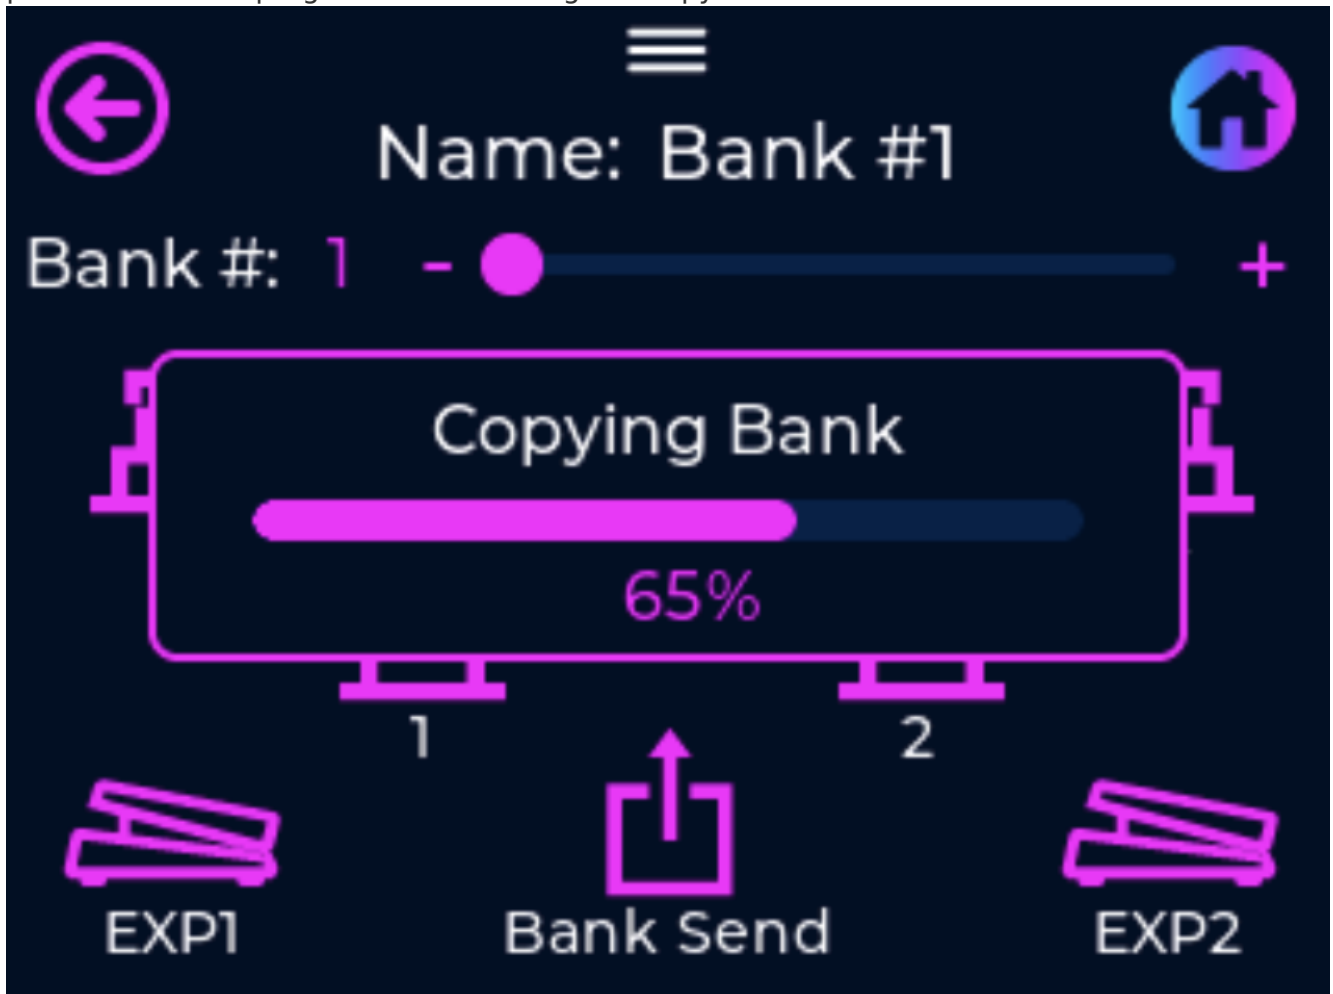 Name: Bank #1
Bank #: 1 - +
Copying Bank
65%
1 2
EXP1 Bank Send EXP2